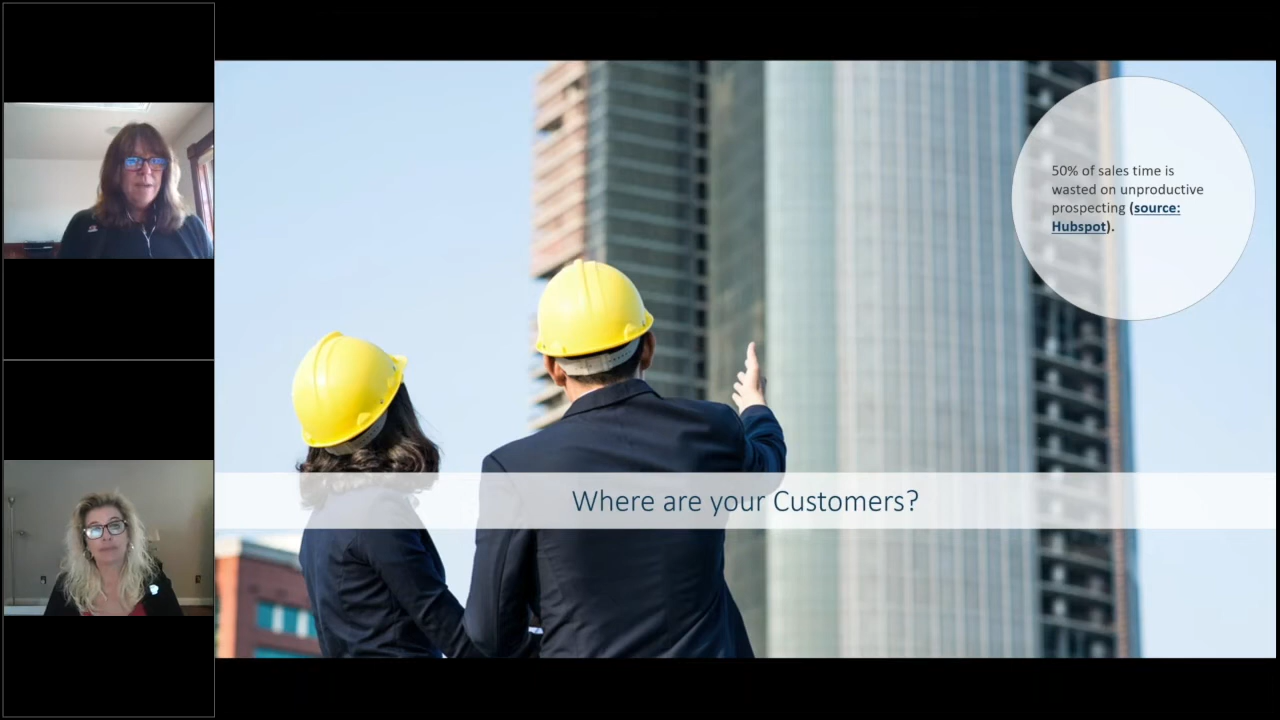 50% of sales time is
wasted on unproductive
prospecting (source:
Hubspot).
Where are your Customers?